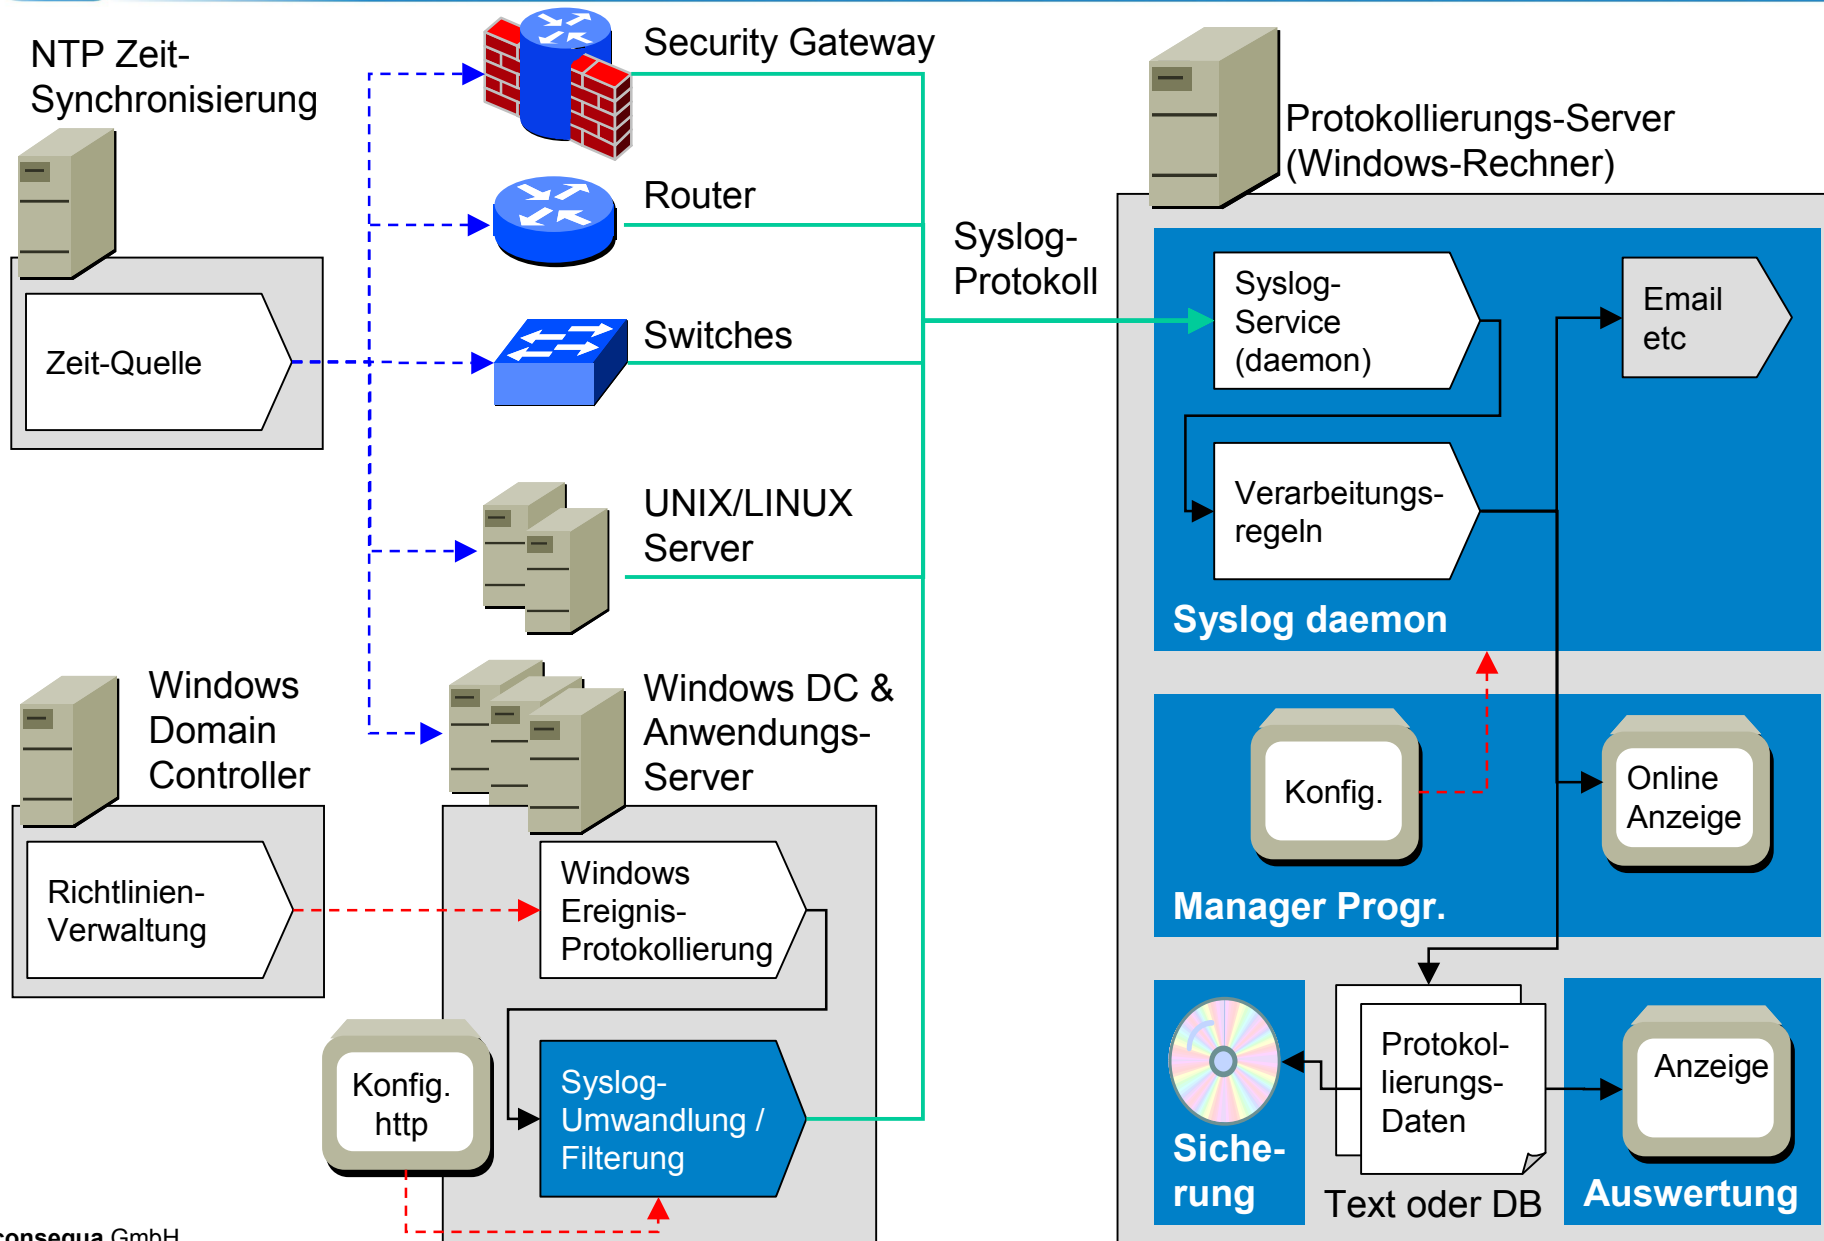 NTP Zeit-
Synchronisierung
Zeit-Quelle
Security Gateway
Router
Switches
UNIX/LINUX
Server
Windows DC &
Anwendungs-
Server
Windows
Domain
Controller
Richtlinien-
Verwaltung
Windows
Ereignis-
Protokollierung
Konfig.
http
Syslog-
Umwandlung /
Filterung
Syslog-
Protokoll
Protokollierungs-Server
(Windows-Rechner)
Syslog-
Service
(daemon)
Email
etc
Verarbeitungs-
regeln
Syslog daemon
Konfig.
Online
Anzeige
Manager Progr.
Protokol-
lierungs-
Daten
Anzeige
Siche-
rung
Text oder DB
Auswertung
consequa GmbH